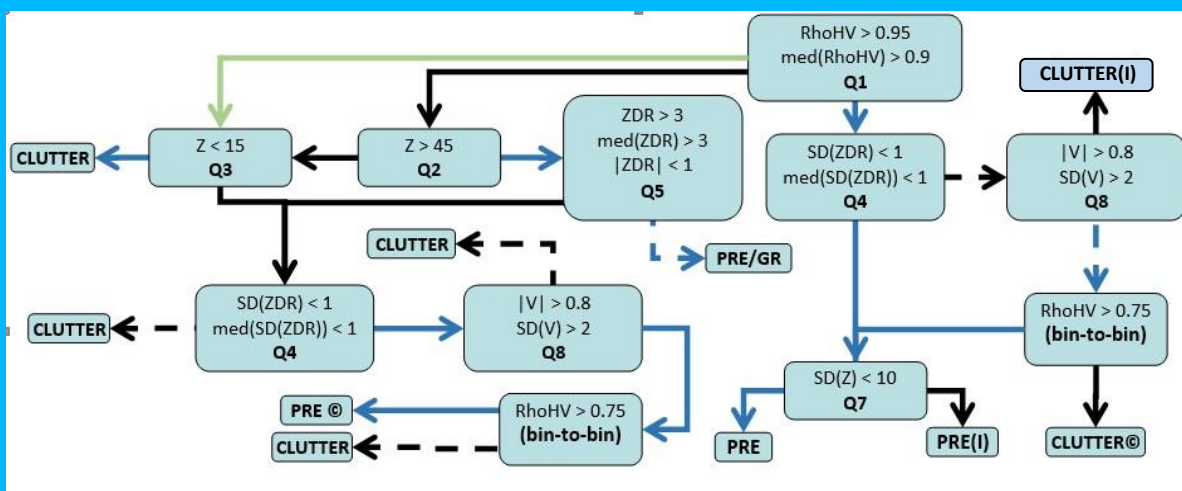 RhoHV > 0.95
med(RhoHV) > 0.9
Q1
CLUTTER(I)
CLUTTER
Z < 15
Q3
Z > 45
Q2
ZDR > 3
med(ZDR) > 3
|ZDR| < 1
Q5
SD(ZDR) < 1
med(SD(ZDR)) < 1
Q4
|V| > 0.8
SD(V) > 2
Q8
CLUTTER
PRE/GR
CLUTTER
SD(ZDR) < 1
med(SD(ZDR)) < 1
Q4
|V| > 0.8
SD(V) > 2
Q8
RhoHV > 0.75
(bin-to-bin)
SD(Z) < 10
Q7
PRE ©
CLUTTER
RhoHV > 0.75
(bin-to-bin)
PRE
PRE(I)
CLUTTER©